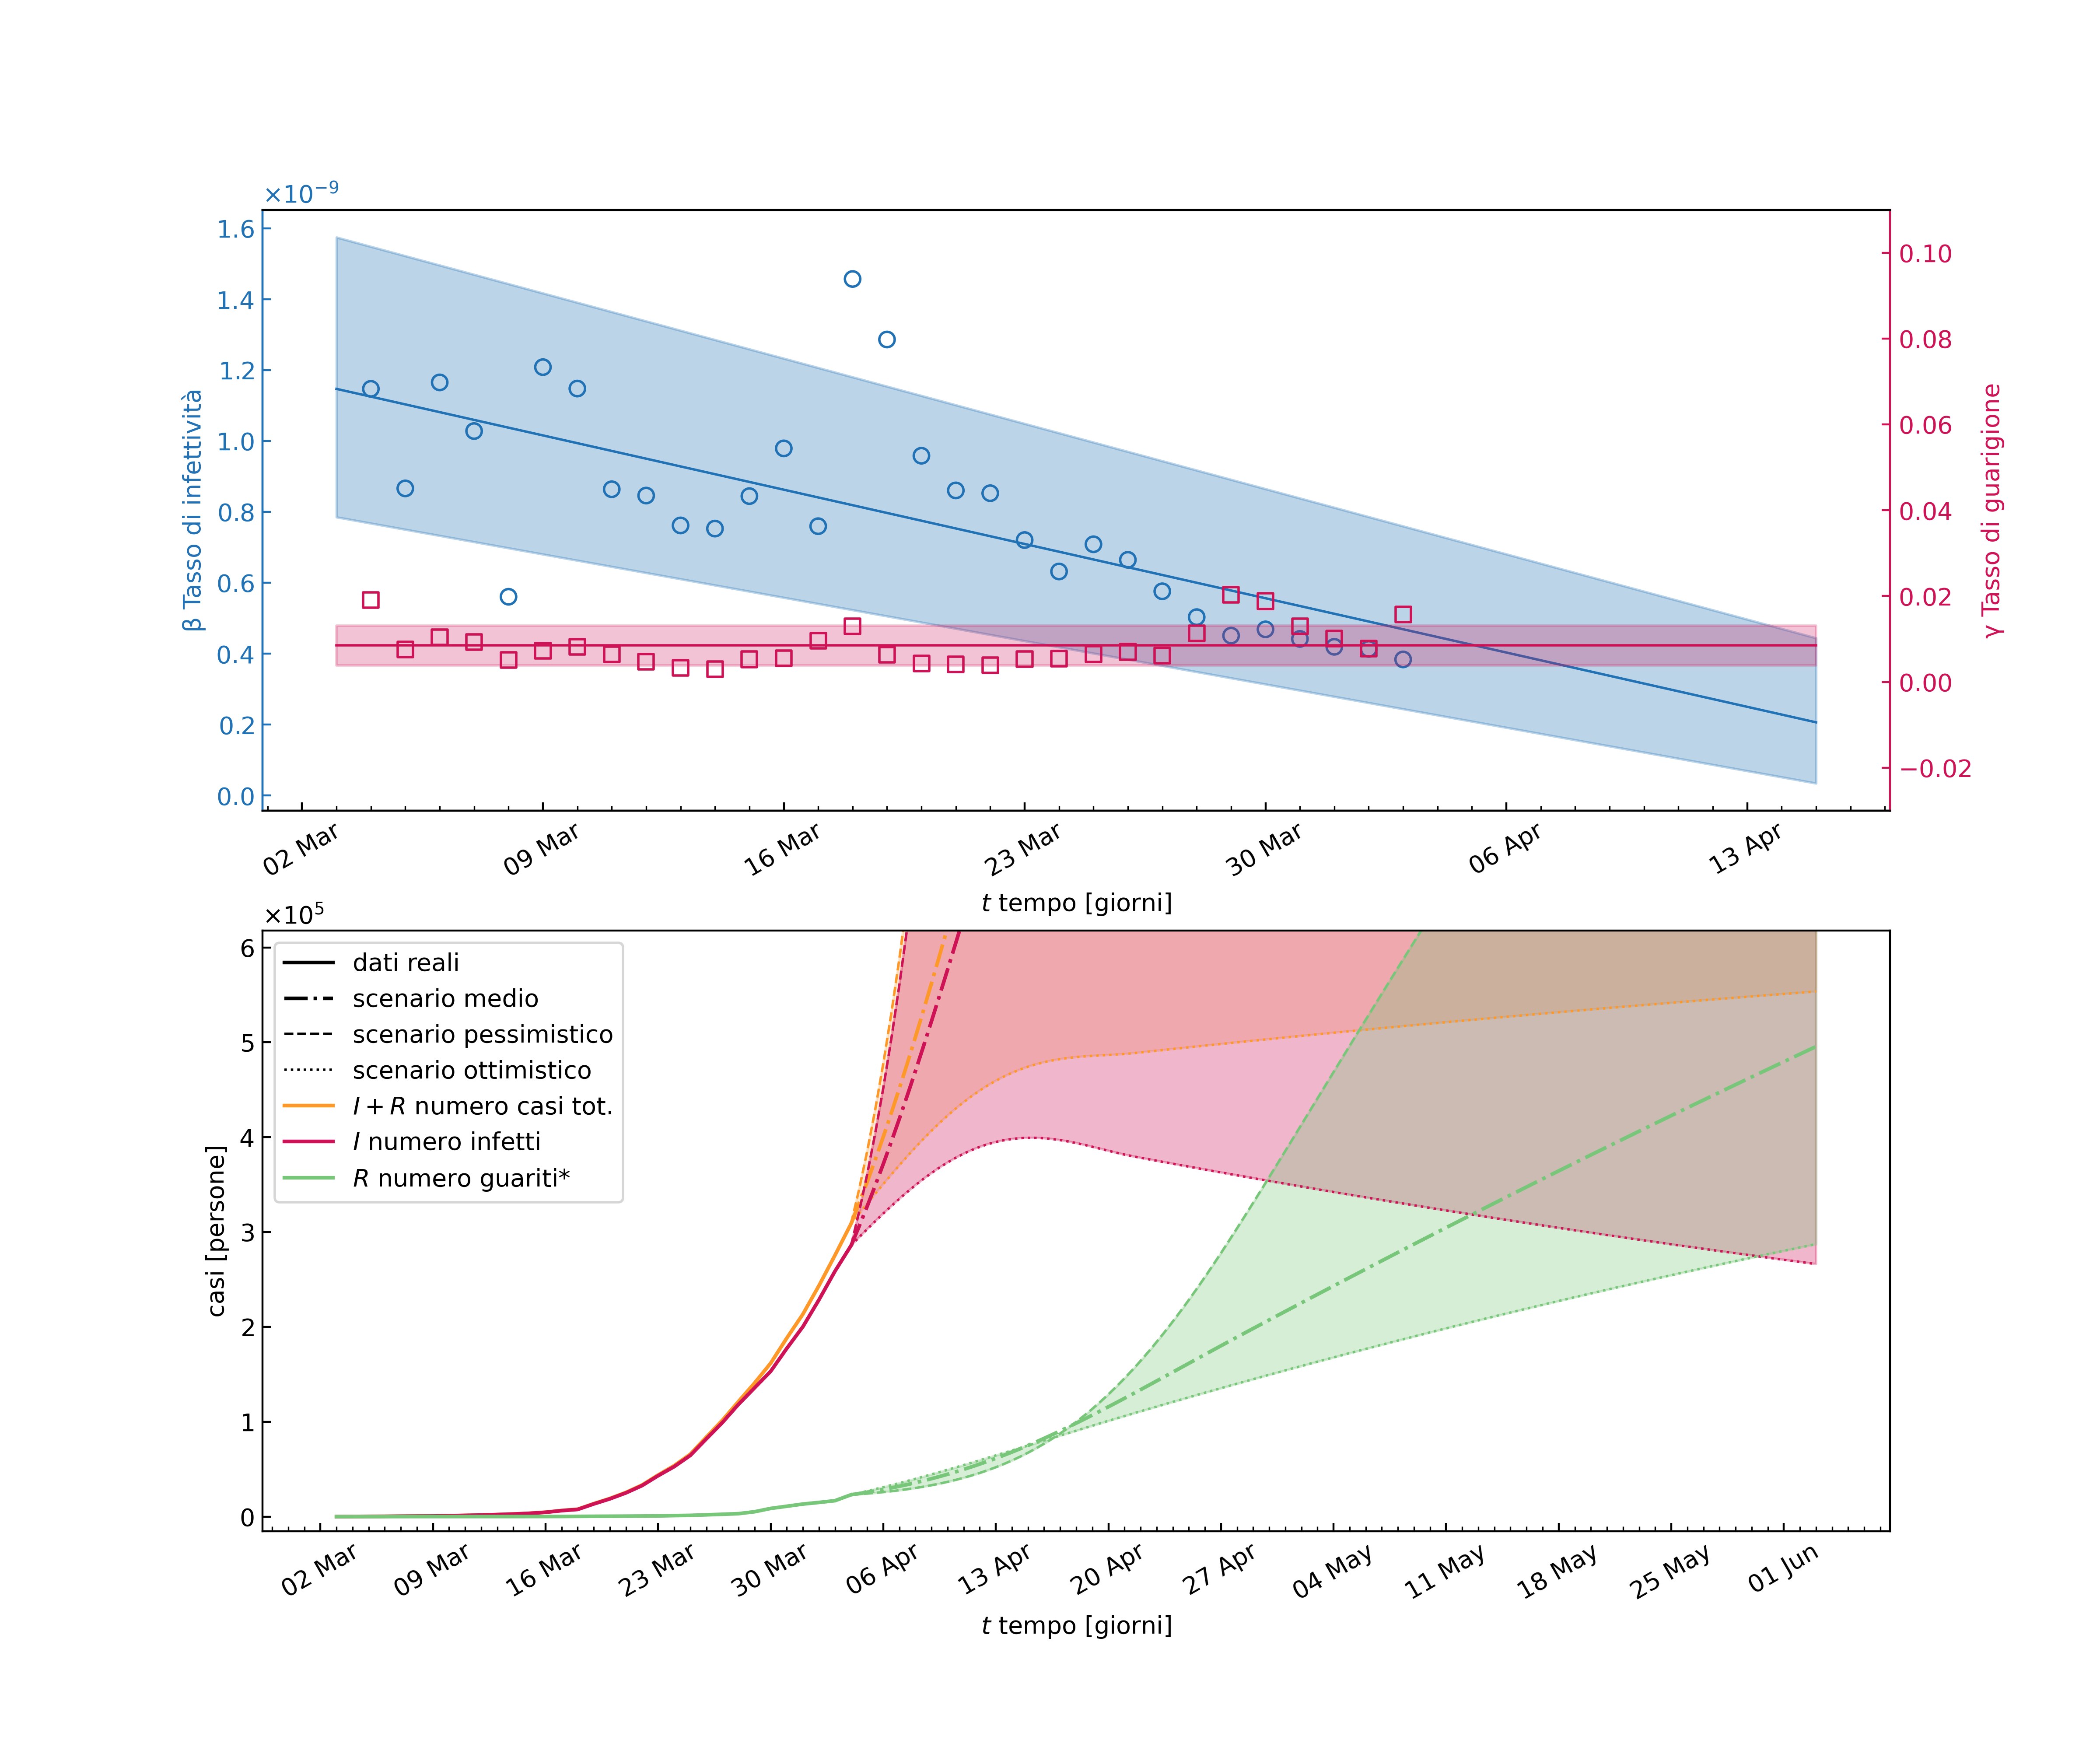 ×10⁻⁹
1.6
1.4
1.2
1.0
0.8
0.6
0.4
0.2
0.0
β Tasso di infettività
0.10
0.08
0.06
0.04
0.02
0.00
−0.02
γ Tasso di guarigione
02 Mar 09 Mar 16 Mar 23 Mar 30 Mar 06 Apr 13 Apr
t tempo [giorni]
×10⁵
6
5
4
3
2
1
0
casi [persone]
dati reali
scenario medio
scenario pessimistico
scenario ottimistico
I + R numero casi tot.
I numero infetti
R numero guariti*
02 Mar 09 Mar 16 Mar 23 Mar 30 Mar 06 Apr 13 Apr 20 Apr 27 Apr 04 May 11 May 18 May 25 May 01 Jun
t tempo [giorni]